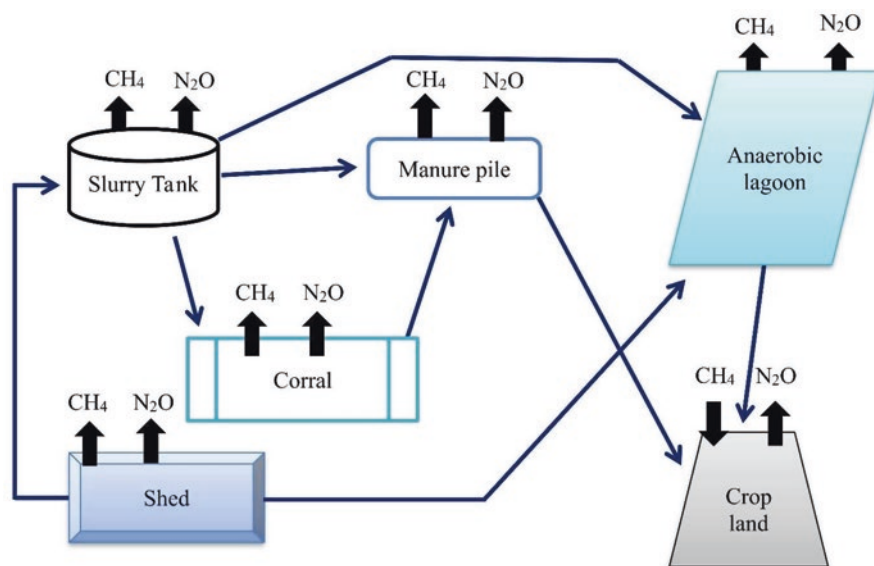 CH₄ N₂O
Slurry Tank
CH₄ N₂O
Manure pile
CH₄ N₂O
Anaerobic
lagoon
CH₄ N₂O
Corral
CH₄ N₂O
Shed
CH₄ N₂O
Crop
land